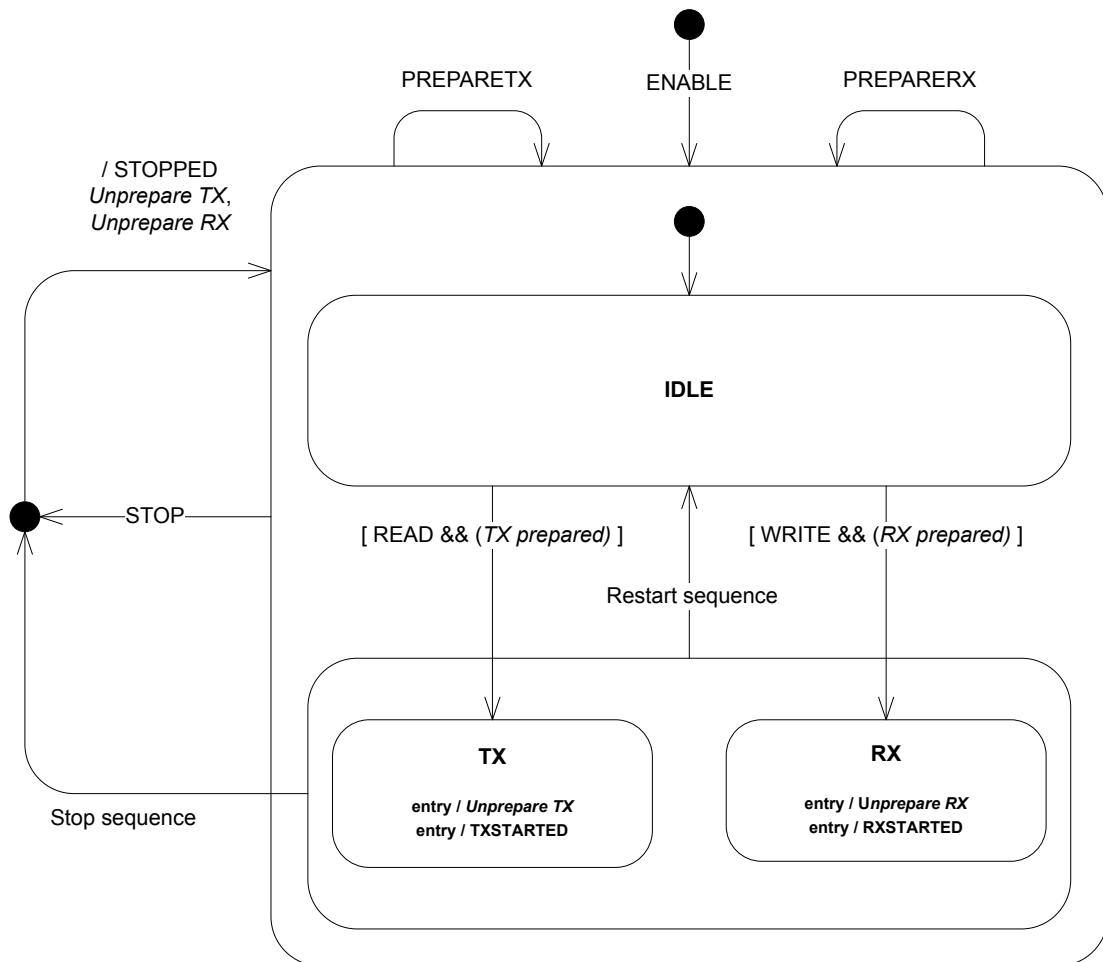 PREPARETX
ENABLE
PREPARERX
/ STOPPED
Unprepare TX,
Unprepare RX
IDLE
STOP
[ READ && (TX prepared) ]
[ WRITE && (RX prepared) ]
Restart sequence
TX
entry / Unprepare TX
entry / TXSTARTED
RX
entry / Unprepare RX
entry / RXSTARTED
Stop sequence